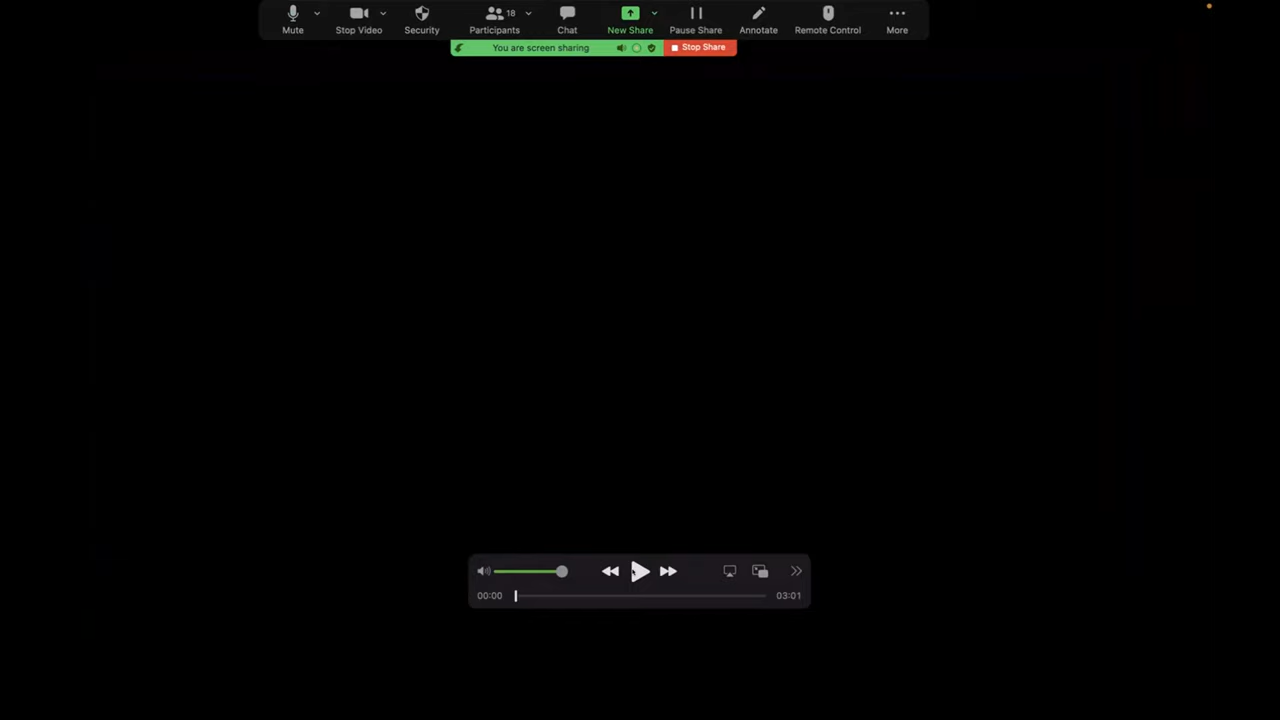 18
Mute
Stop Video
Security
Participants
Chat
New Share
Pause Share
Annotate
Remote Control
More
You are screen sharing
Stop Share
00:00
03:01